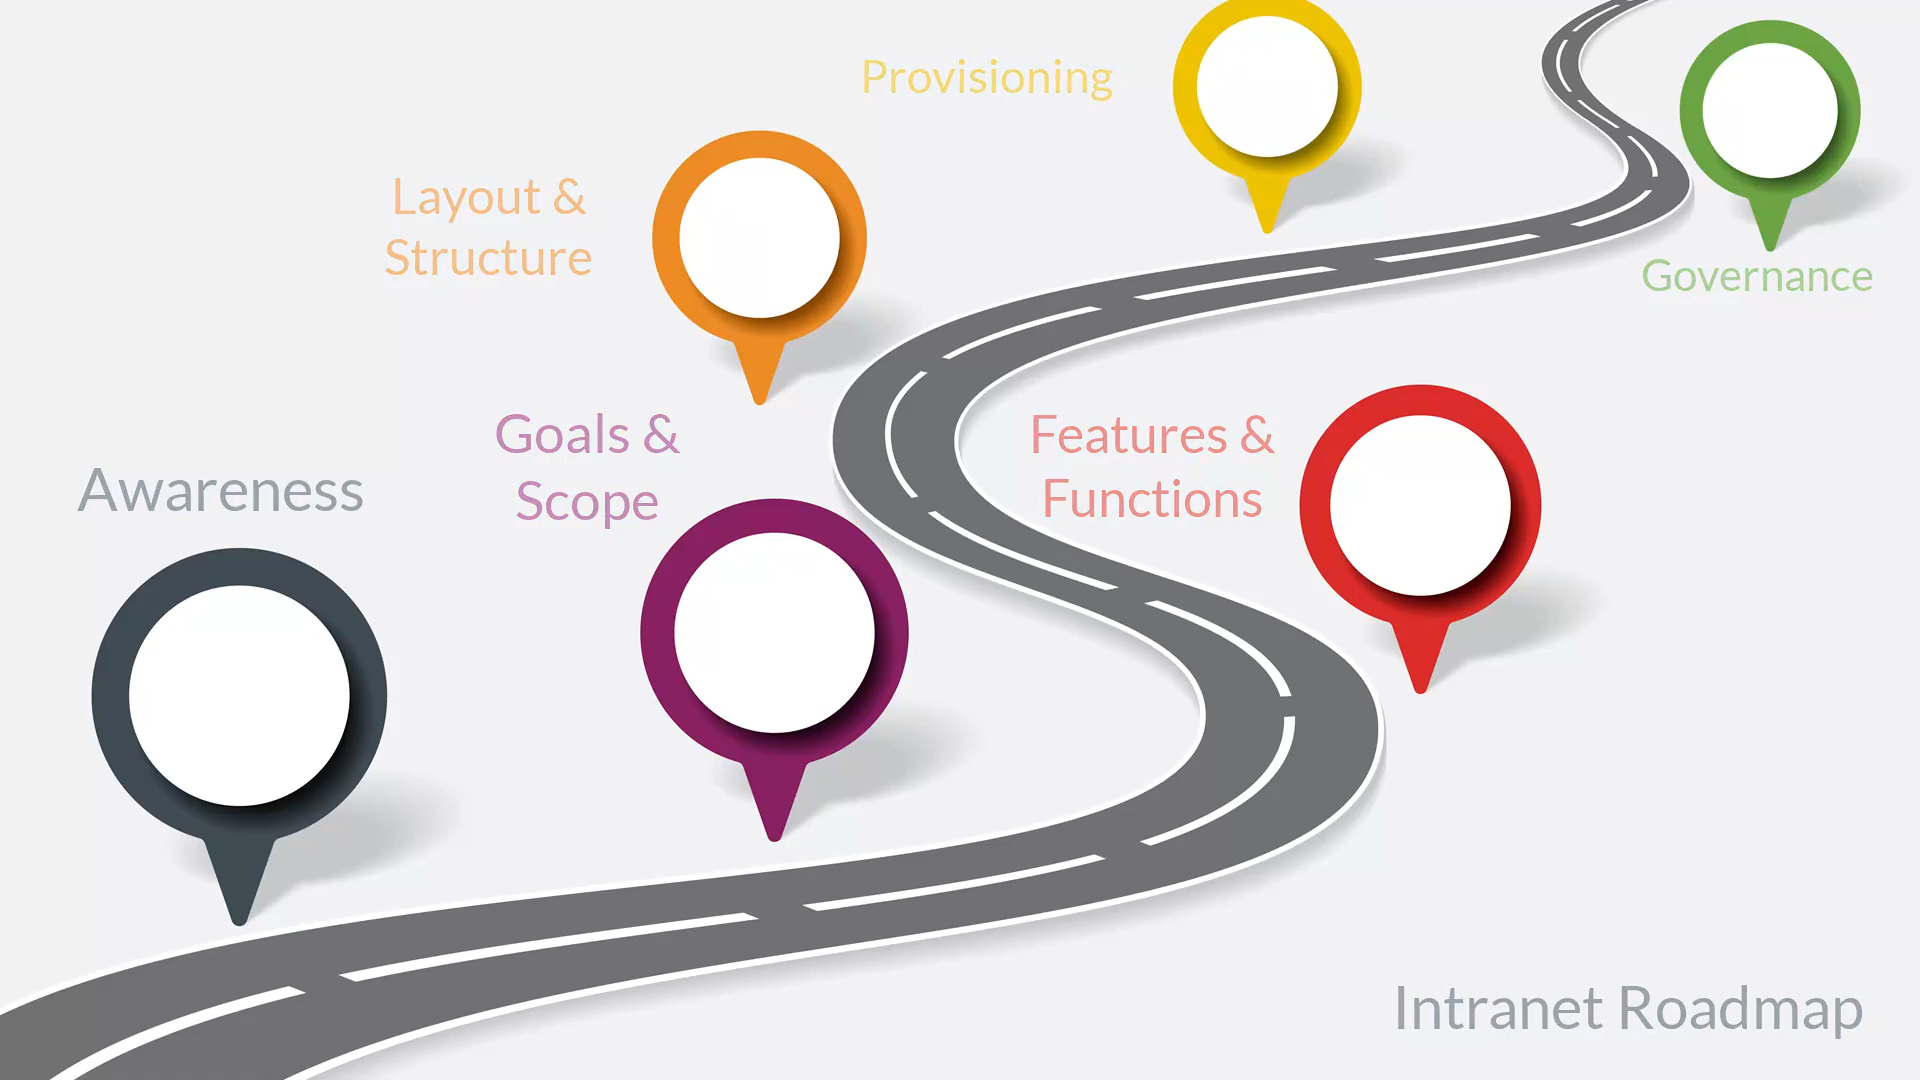 Provisioning
Layout &
Structure
Governance
Goals &
Scope
Features &
Functions
Awareness
Intranet Roadmap